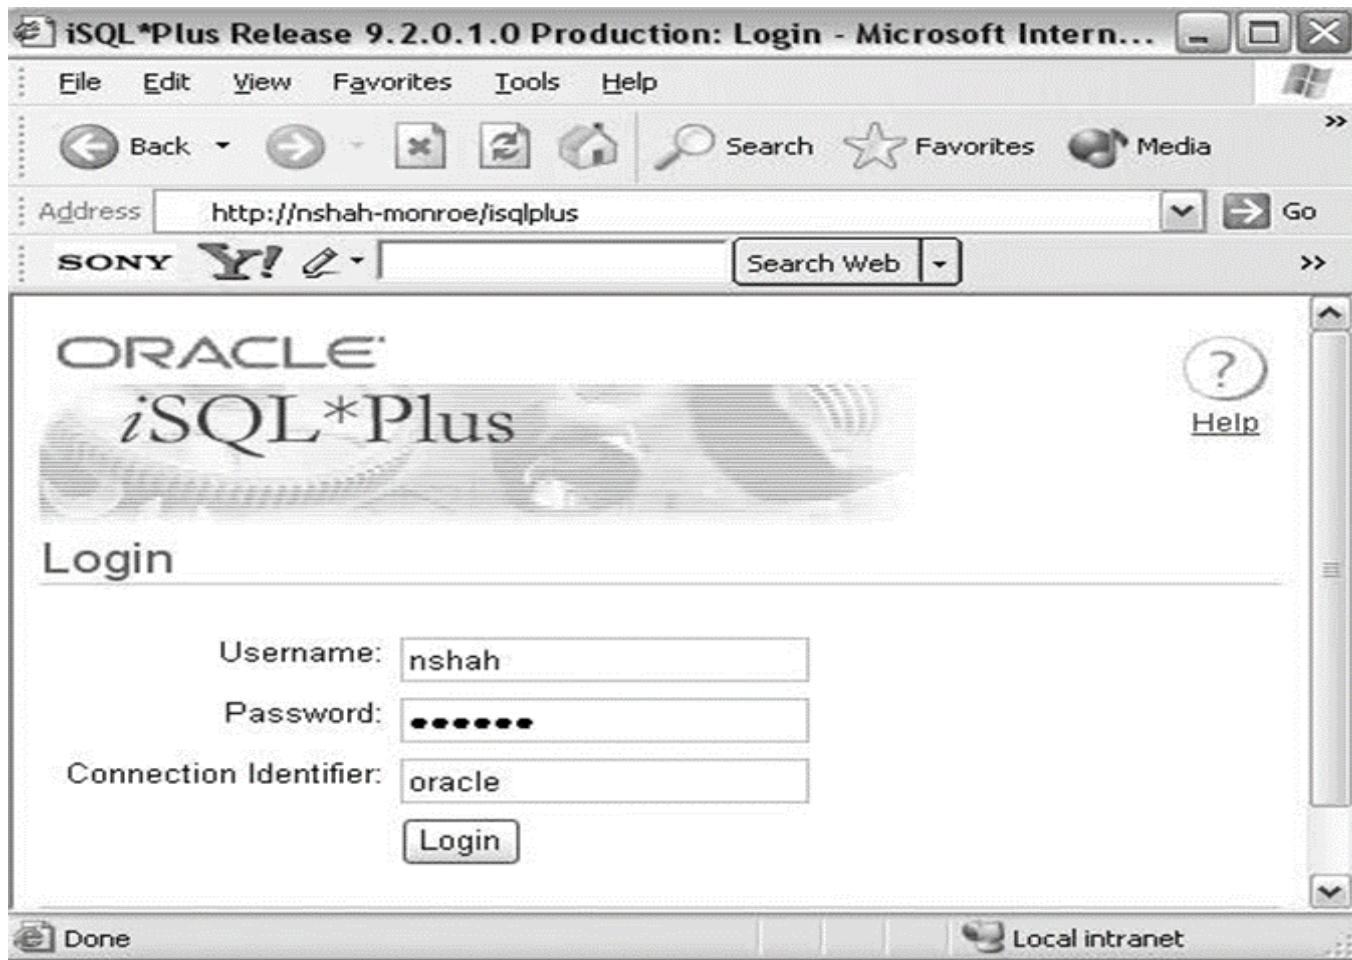 iSQL*Plus Release 9.2.0.1.0 Production: Login - Microsoft Intern...
File Edit View Favorites Tools Help
Back Search Favorites Media »
Address http://nshah-monroe/isqlplus Go
SONY Y! Search Web »
ORACLE
iSQL*Plus
?
Help
Login
Username: nshah
Password: ••••••
Connection Identifier: oracle
Login
Done Local intranet